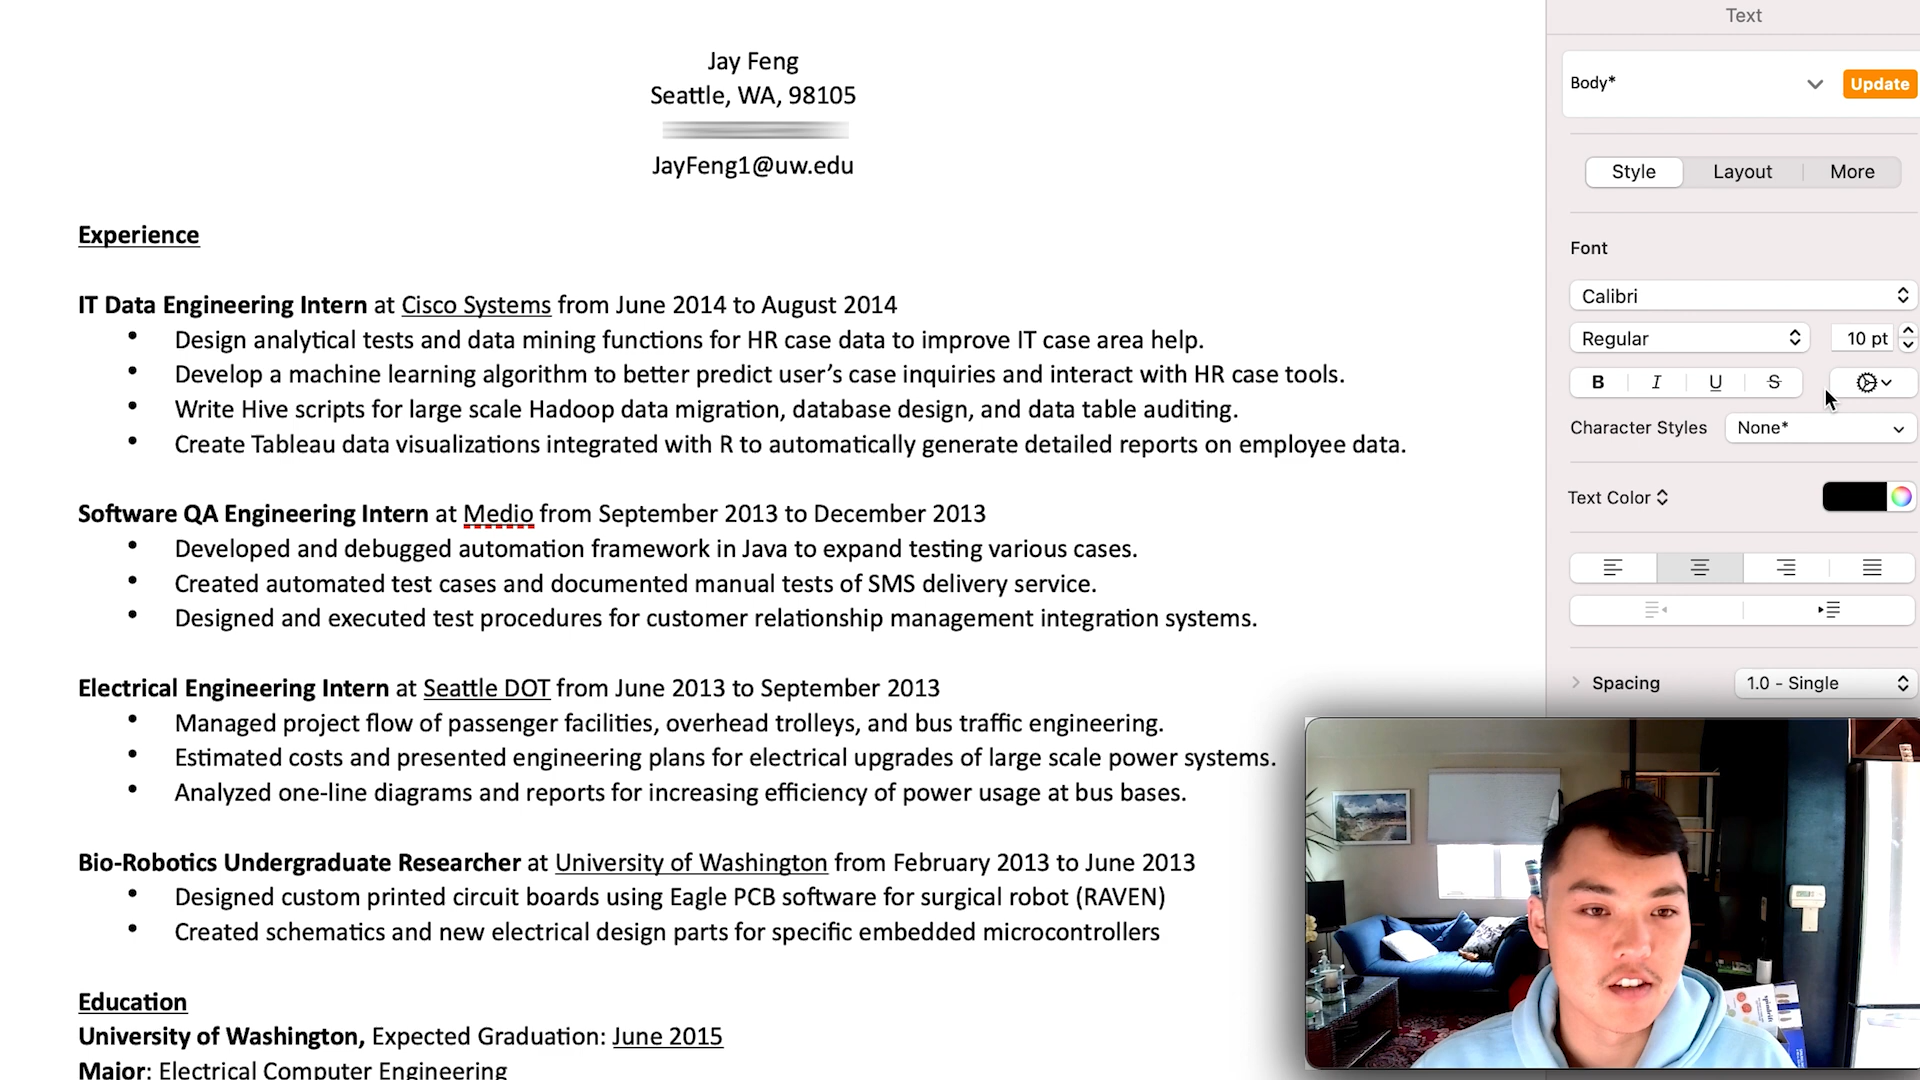 Text
Jay Feng
Seattle, WA, 98105
JayFeng1@uw.edu
Body*
Update
Style Layout More
Experience
Font
IT Data Engineering Intern at Cisco Systems from June 2014 to August 2014
Calibri
Design analytical tests and data mining functions for HR case data to improve IT case area help.
Regular 10 pt
Develop a machine learning algorithm to better predict user’s case inquiries and interact with HR case tools.
B I U S
Write Hive scripts for large scale Hadoop data migration, database design, and data table auditing.
Character Styles None*
Create Tableau data visualizations integrated with R to automatically generate detailed reports on employee data.
Text Color
Software QA Engineering Intern at Medio from September 2013 to December 2013
Developed and debugged automation framework in Java to expand testing various cases.
Created automated test cases and documented manual tests of SMS delivery service.
Designed and executed test procedures for customer relationship management integration systems.
Spacing 1.0 - Single
Electrical Engineering Intern at Seattle DOT from June 2013 to September 2013
Managed project flow of passenger facilities, overhead trolleys, and bus traffic engineering.
Estimated costs and presented engineering plans for electrical upgrades of large scale power systems.
Analyzed one-line diagrams and reports for increasing efficiency of power usage at bus bases.
Bio-Robotics Undergraduate Researcher at University of Washington from February 2013 to June 2013
Designed custom printed circuit boards using Eagle PCB software for surgical robot (RAVEN)
Created schematics and new electrical design parts for specific embedded microcontrollers
Education
University of Washington, Expected Graduation: June 2015
Major: Electrical Computer Engineering